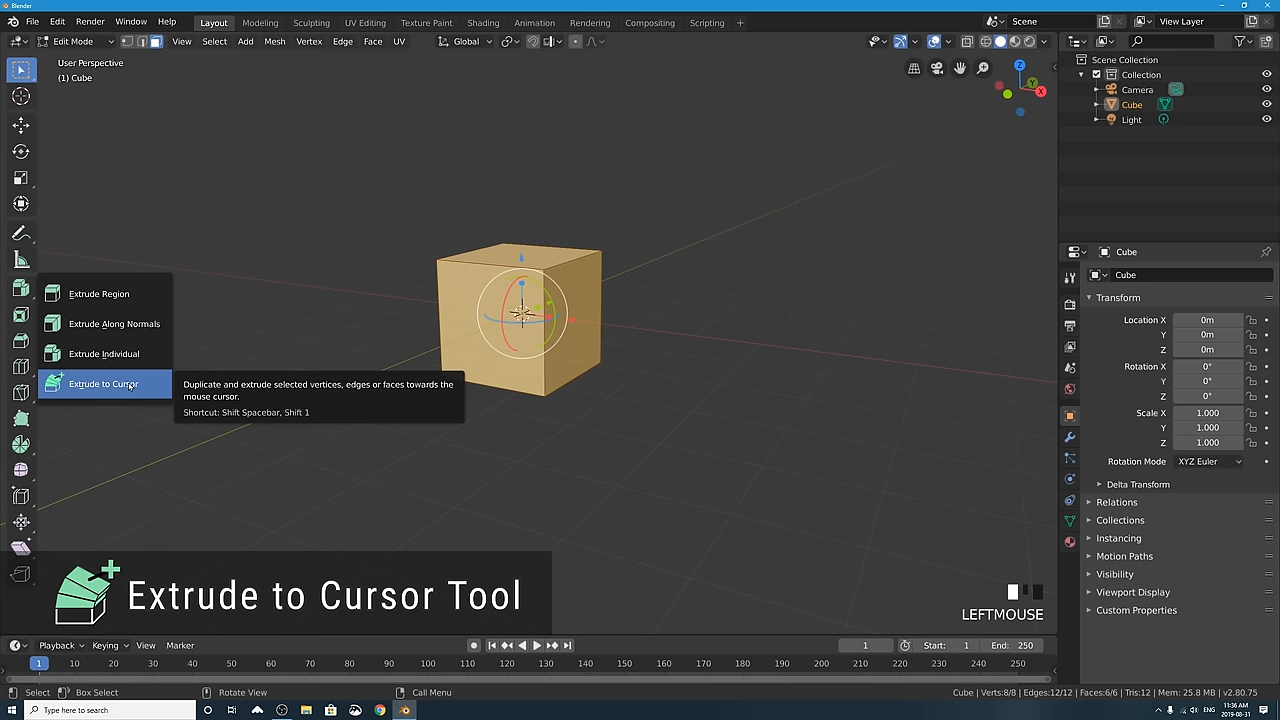 Blender
File Edit Render Window Help
Layout Modeling Sculpting UV Editing Texture Paint Shading Animation Rendering Compositing Scripting +
Scene
View Layer
Edit Mode
View Select Add Mesh Vertex Edge Face UV
Global
User Perspective
(1) Cube
Z
Y
X
Scene Collection
Collection
Camera
Cube
Light
Cube
Cube
Transform
Location X 0m
Y 0m
Z 0m
Rotation X 0°
Y 0°
Z 0°
Scale X 1.000
Y 1.000
Z 1.000
Rotation Mode XYZ Euler
Delta Transform
Relations
Collections
Instancing
Motion Paths
Visibility
Viewport Display
Custom Properties
Extrude Region
Extrude Along Normals
Extrude Individual
Extrude to Cursor
Duplicate and extrude selected vertices, edges or faces towards the
mouse cursor.
Shortcut: Shift Spacebar, Shift 1
Extrude to Cursor Tool
LEFTMOUSE
Playback Keying View Marker
1 Start: 1 End: 250
1 10 20 30 40 50 60 70 80 90 100 110 120 130 140 150 160 170 180 190 200 210 220 230 240 250
Select Box Select Rotate View Call Menu
Cube | Verts:8/8 | Edges:12/12 | Faces:6/6 | Tris:12 | Mem: 25.8 MB | v2.80.75
Type here to search
ENG
11:36 AM
2019-08-31